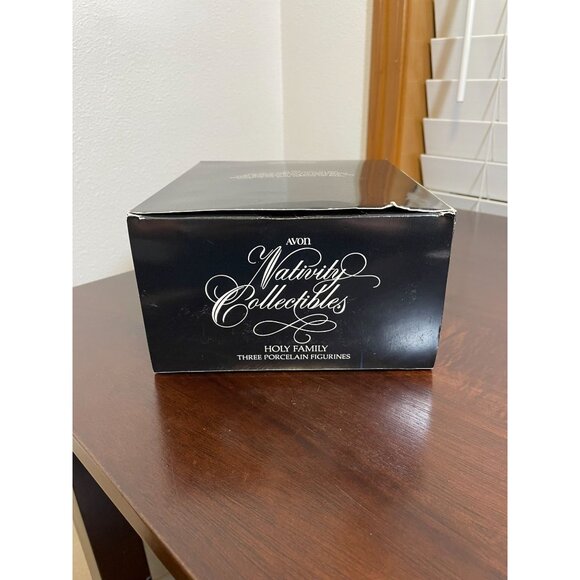 AVON
Nativity
Collectibles
HOLY FAMILY
THREE PORCELAIN FIGURINES